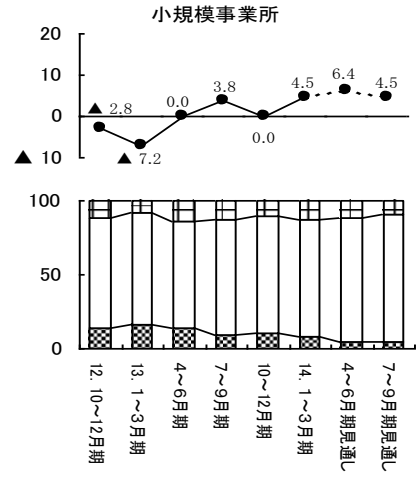 小規模事業所
20
10
0
▲ 10
▲ 2.8
▲ 7.2
0.0
3.8
0.0
4.5
6.4
4.5
100
50
0
12. 10～12月期
13. 1～3月期
4～6月期
7～9月期
10～12月期
14. 1～3月期
4～6月期見通し
7～9月期見通し